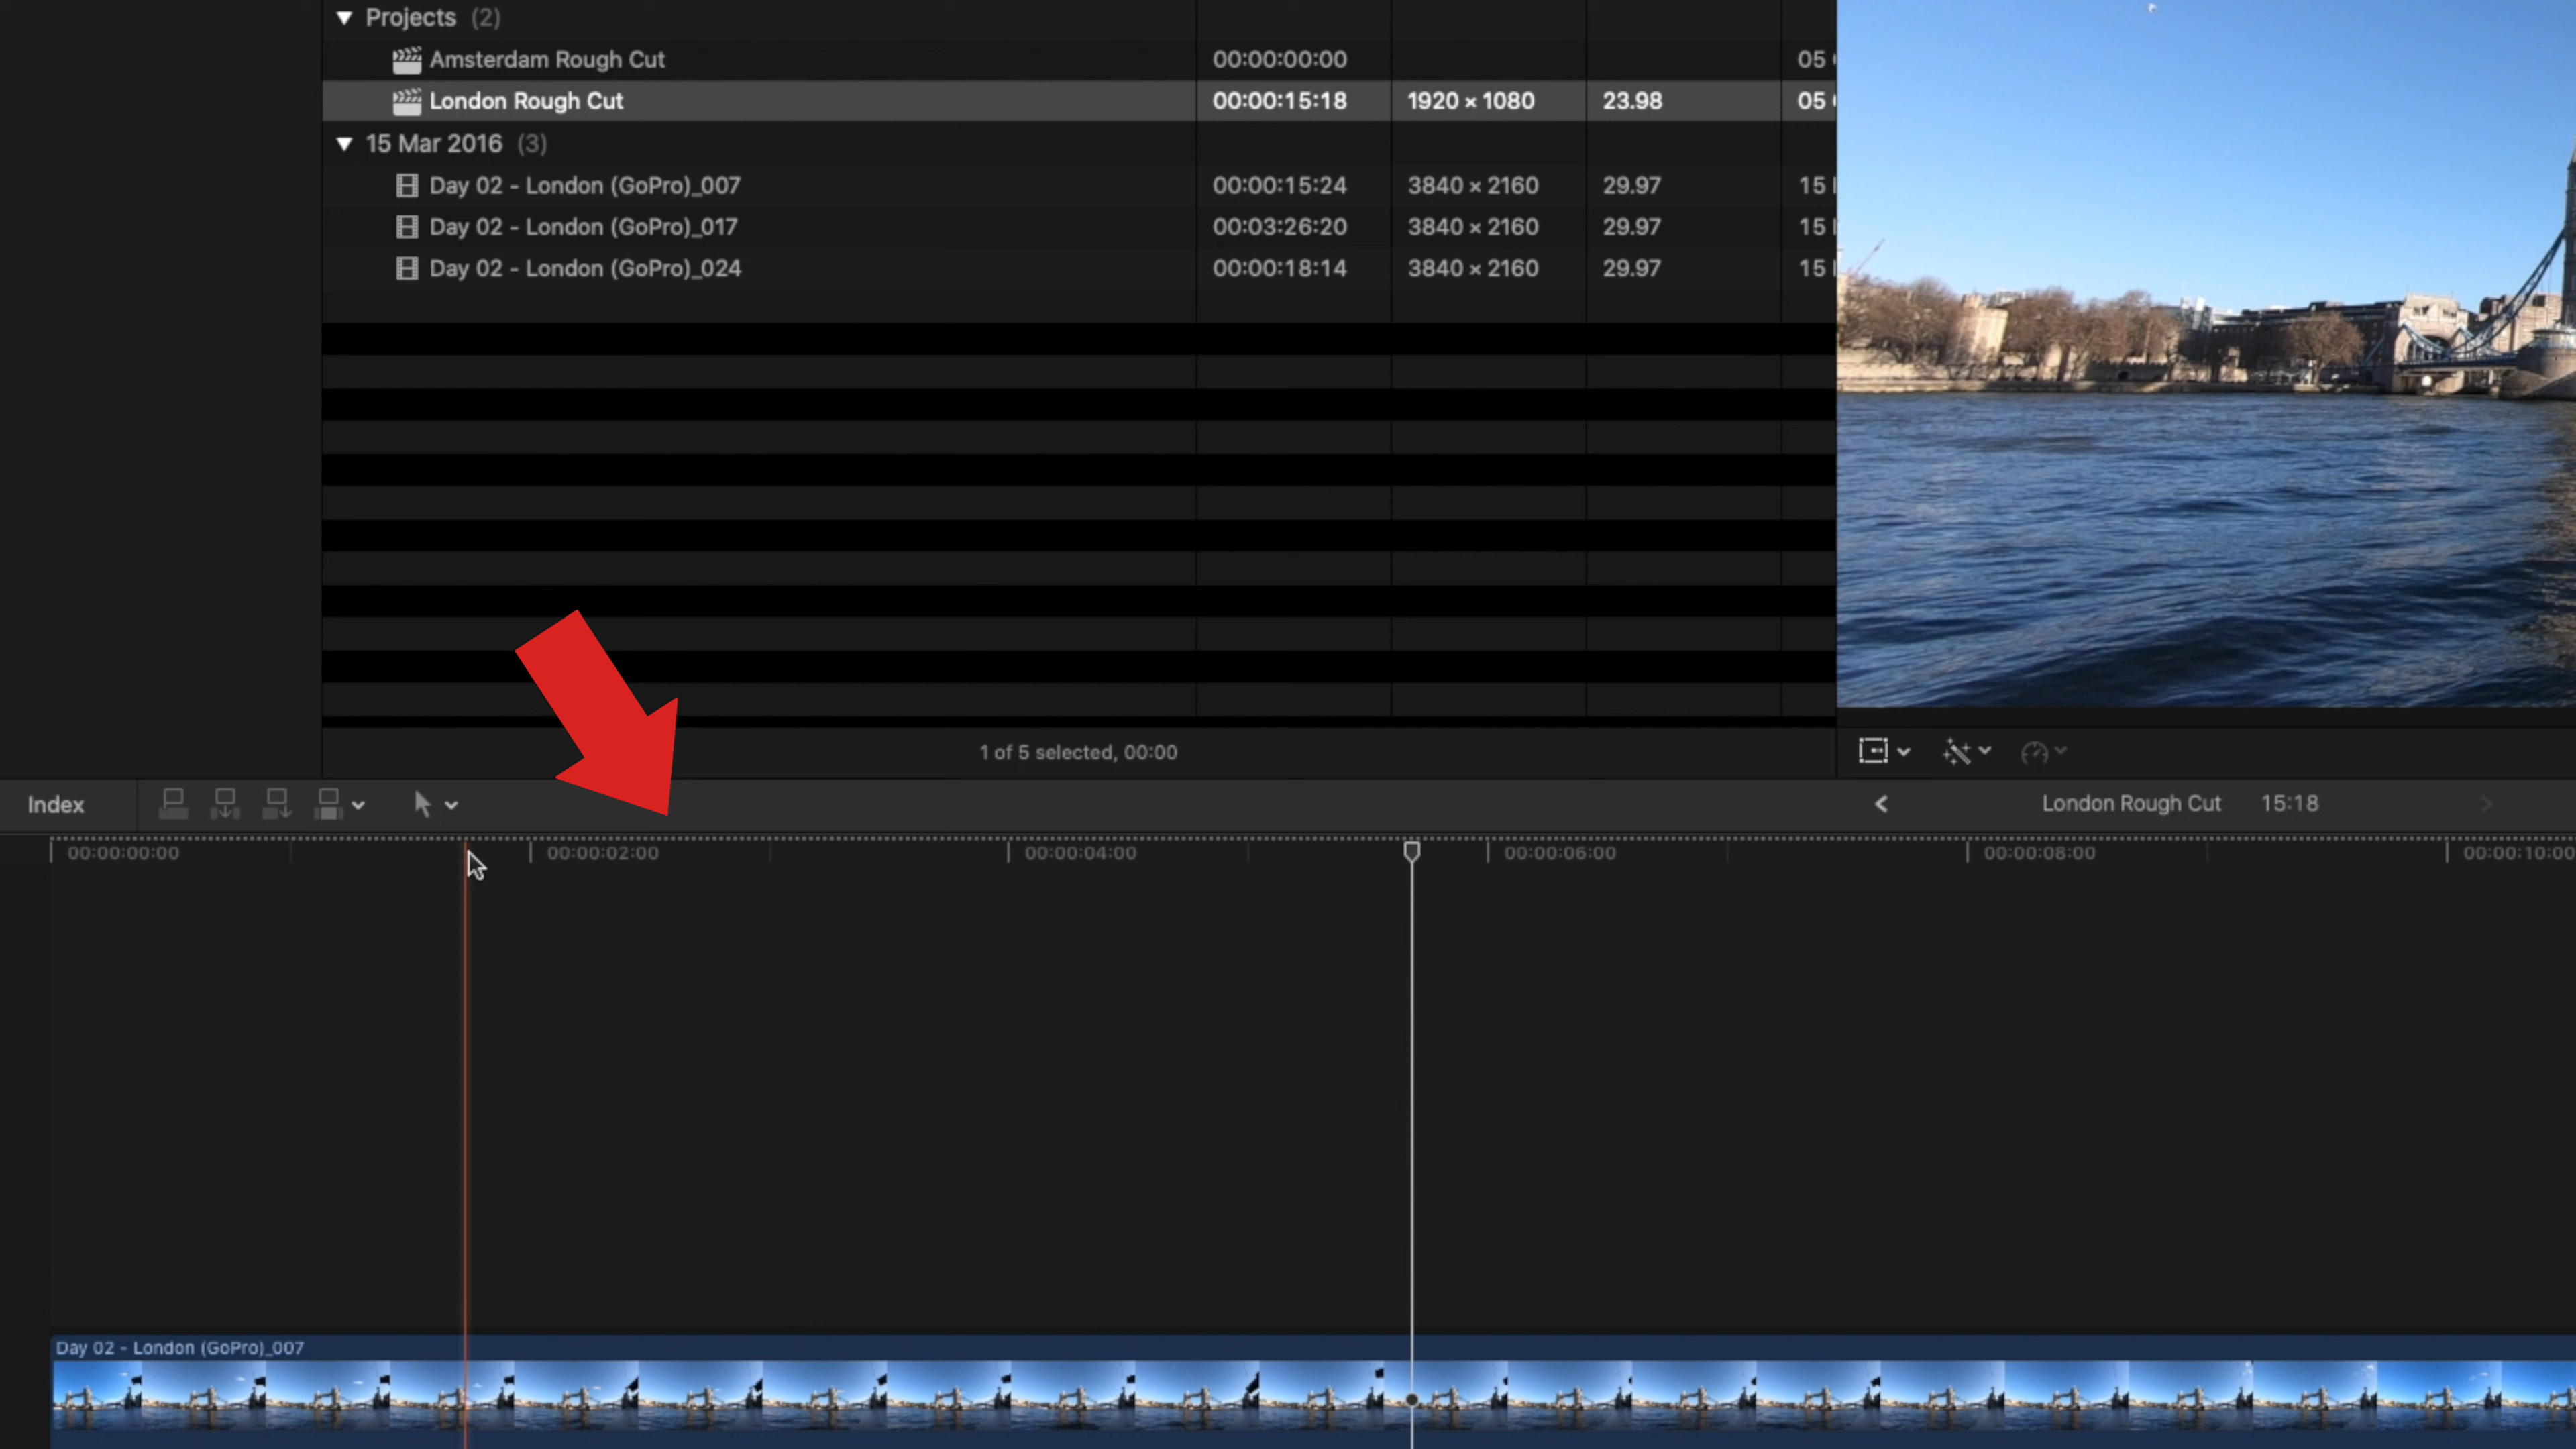 Projects (2)
Amsterdam Rough Cut 00:00:00:00 05
London Rough Cut 00:00:15:18 1920 × 1080 23.98 05
15 Mar 2016 (3)
Day 02 - London (GoPro)_007 00:00:15:24 3840 × 2160 29.97 15
Day 02 - London (GoPro)_017 00:03:26:20 3840 × 2160 29.97 15
Day 02 - London (GoPro)_024 00:00:18:14 3840 × 2160 29.97 15
1 of 5 selected, 00:00
Index London Rough Cut 15:18
00:00:00:00 00:00:02:00 00:00:04:00 00:00:06:00 00:00:08:00 00:00:10:00
Day 02 - London (GoPro)_007